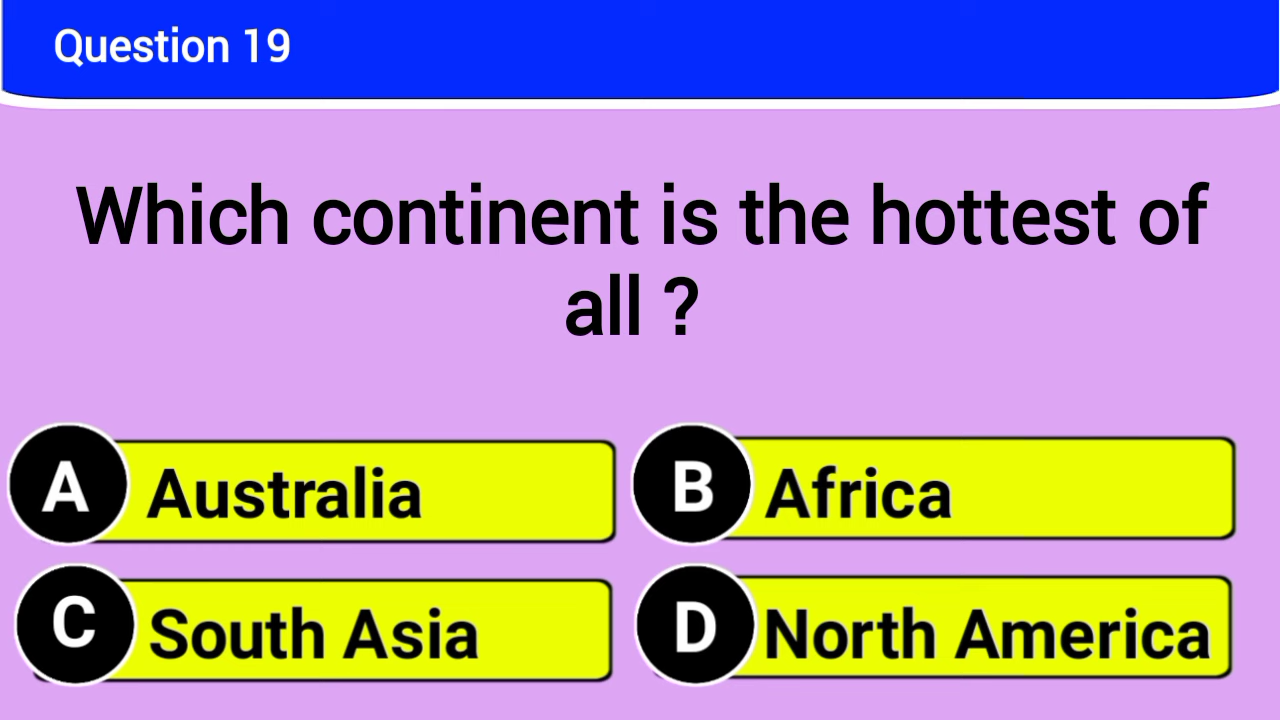 Question 19
Which continent is the hottest of
all ?
A Australia
B Africa
C South Asia
D North America